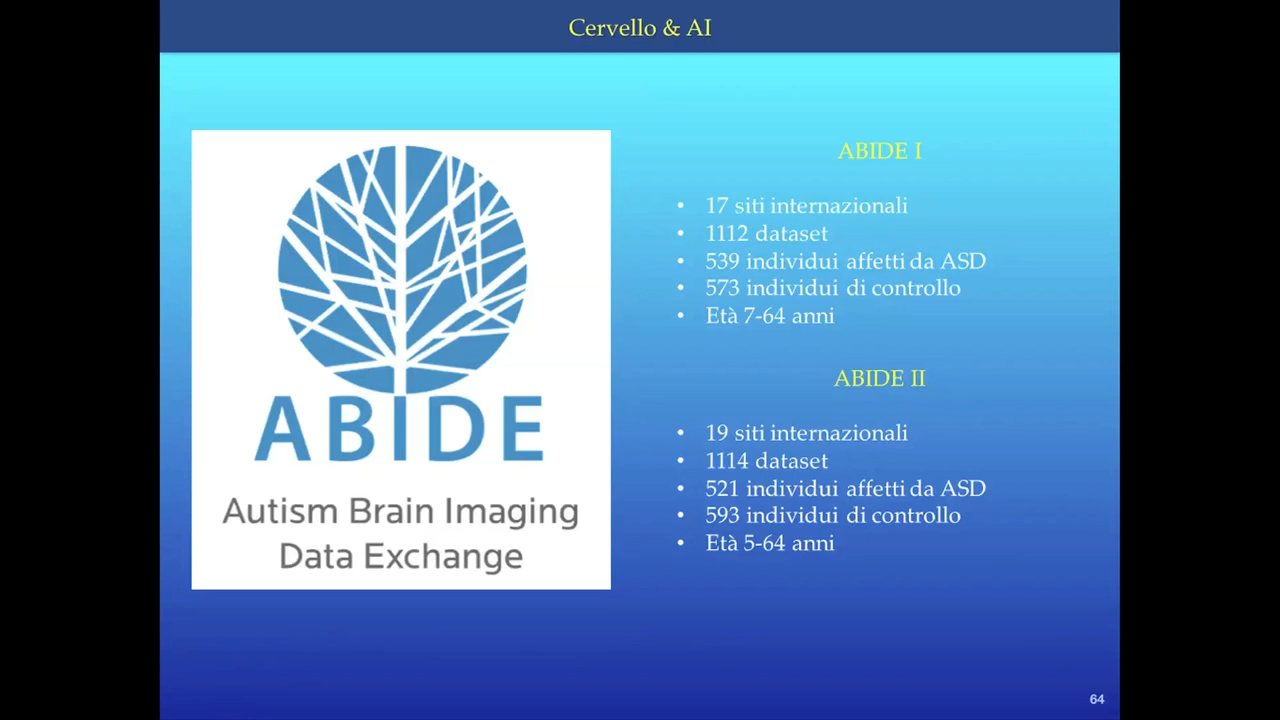 Cervello & AI
ABIDE
Autism Brain Imaging
Data Exchange
ABIDE I
• 17 siti internazionali
• 1112 dataset
• 539 individui affetti da ASD
• 573 individui di controllo
• Età 7-64 anni
ABIDE II
• 19 siti internazionali
• 1114 dataset
• 521 individui affetti da ASD
• 593 individui di controllo
• Età 5-64 anni
64